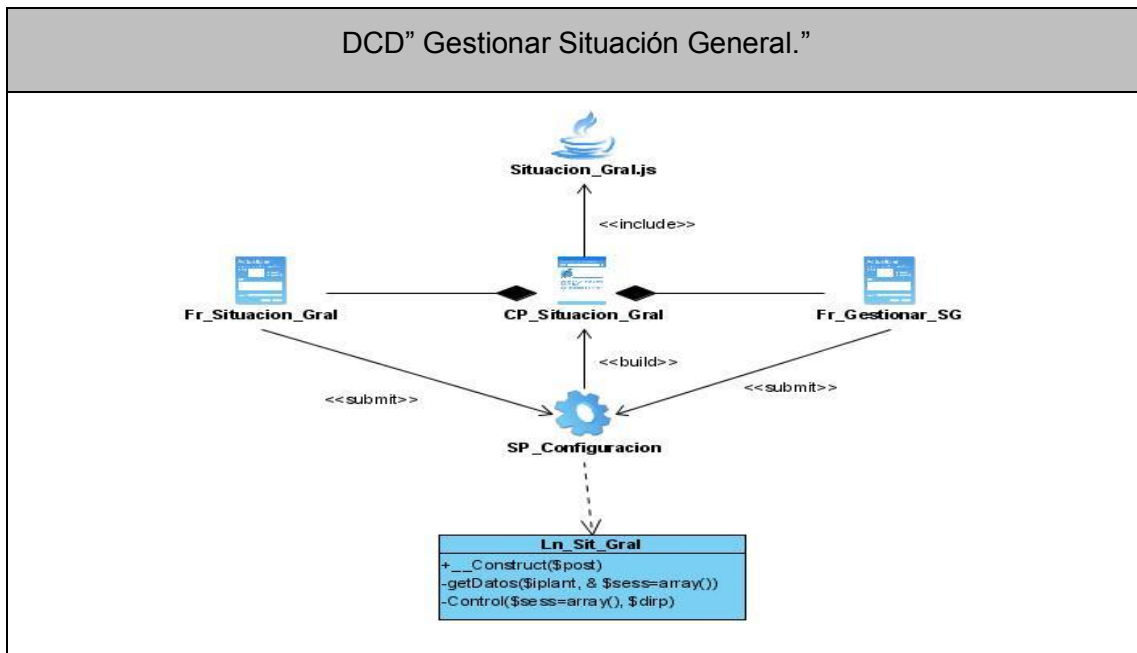 DCD” Gestionar Situación General.”
Situacion_Gral.js
<<include>>
Fr_Situacion_Gral
CP_Situacion_Gral
Fr_Gestionar_SG
<<build>>
<<submit>>
<<submit>>
SP_Configuracion
Ln_Sit_Gral
+__Construct($post)
-getDatos($iplant, & $sess=array())
-Control($sess=array(), $dirp)